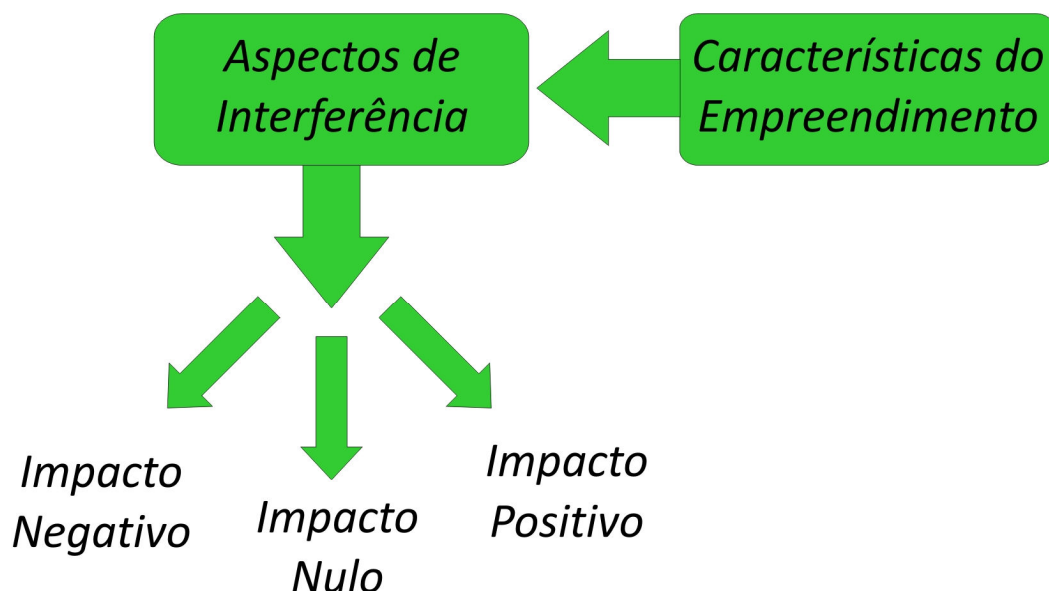 Aspectos de
Interferência
Características do
Empreendimento
Impacto
Negativo
Impacto
Nulo
Impacto
Positivo